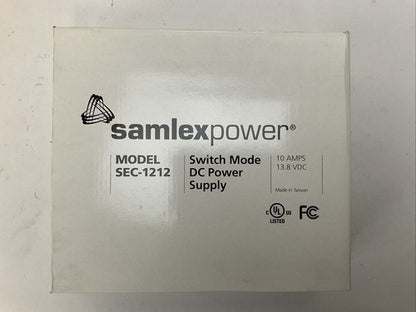 samlexpower®
MODEL
SEC-1212
Switch Mode
DC Power
Supply
10 AMPS
13.8 VDC
Made in Taiwan
C UL US
LISTED
FC